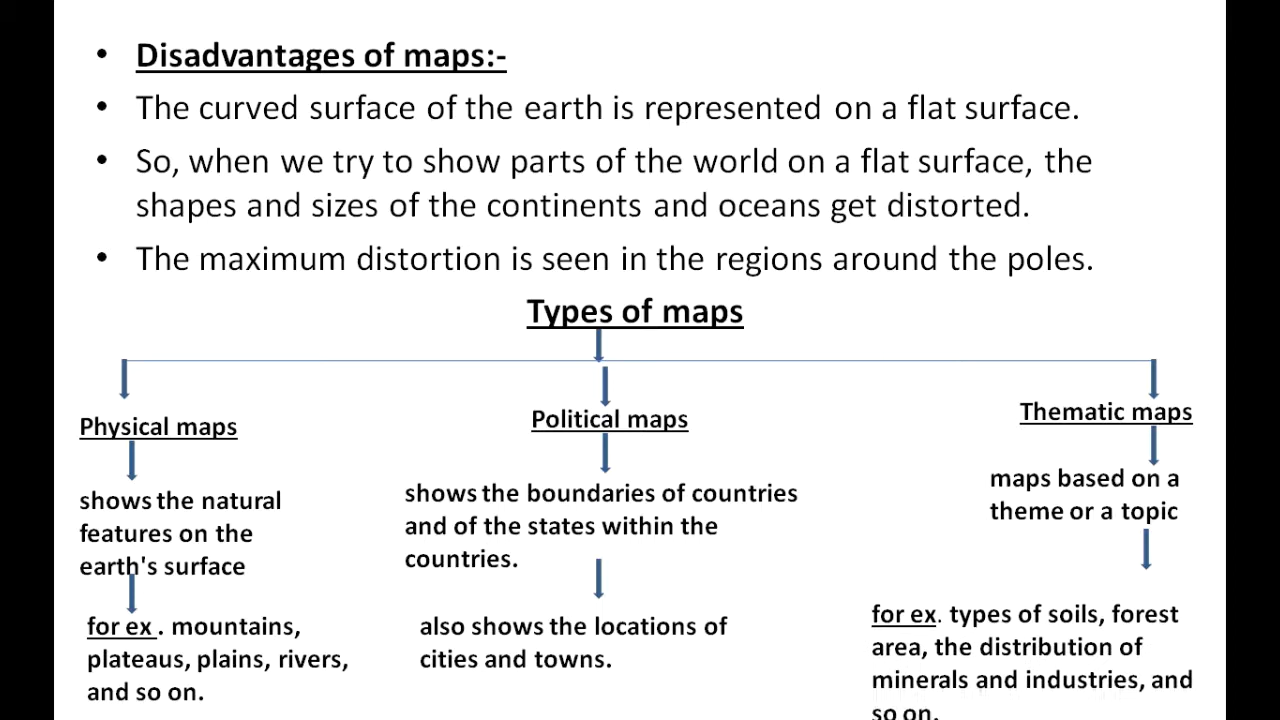 Disadvantages of maps:-
The curved surface of the earth is represented on a flat surface.
So, when we try to show parts of the world on a flat surface, the
shapes and sizes of the continents and oceans get distorted.
The maximum distortion is seen in the regions around the poles.
Types of maps
Physical maps
shows the natural
features on the
earth's surface
for ex . mountains,
plateaus, plains, rivers,
and so on.
Political maps
shows the boundaries of countries
and of the states within the
countries.
also shows the locations of
cities and towns.
Thematic maps
maps based on a
theme or a topic
for ex. types of soils, forest
area, the distribution of
minerals and industries, and
so on.